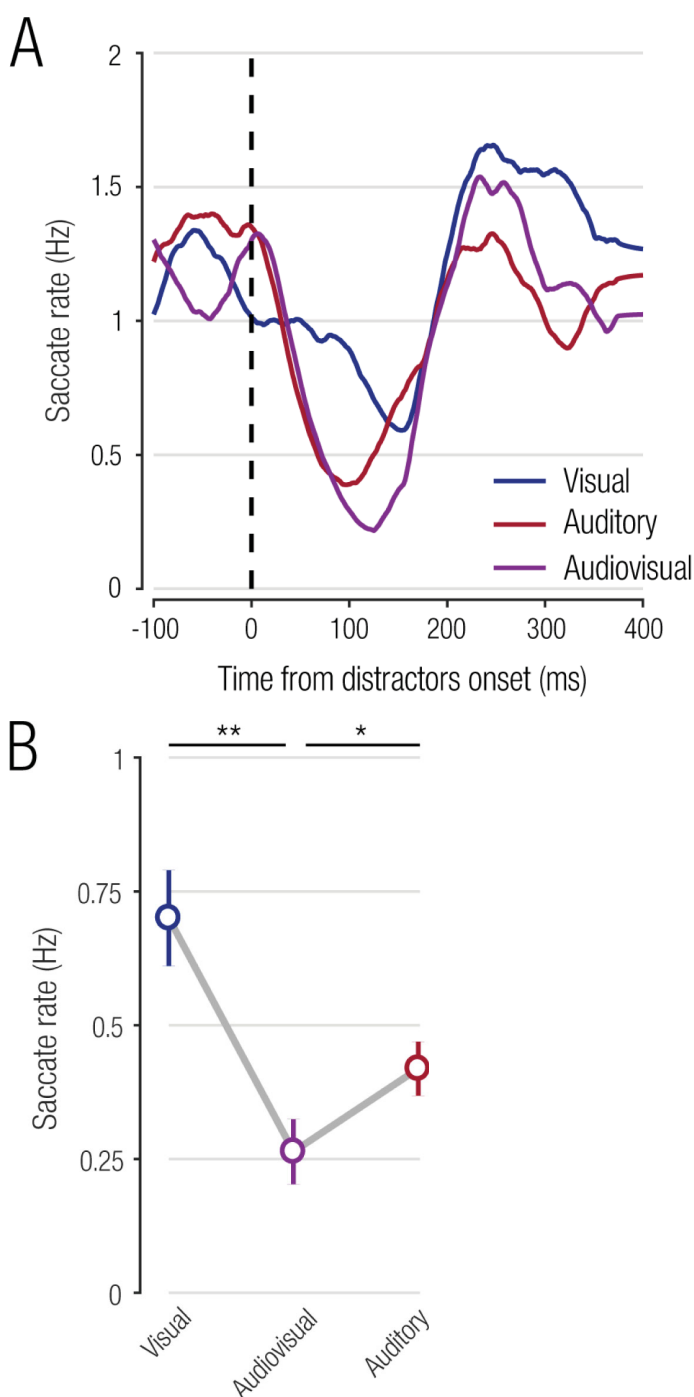 A
2
1.5
1
0.5
0
Saccate rate (Hz)
Visual
Auditory
Audiovisual
-100 0 100 200 300 400
Time from distractors onset (ms)
B
** *
1
0.75
0.5
0.25
0
Saccate rate (Hz)
Visual Audiovisual Auditory